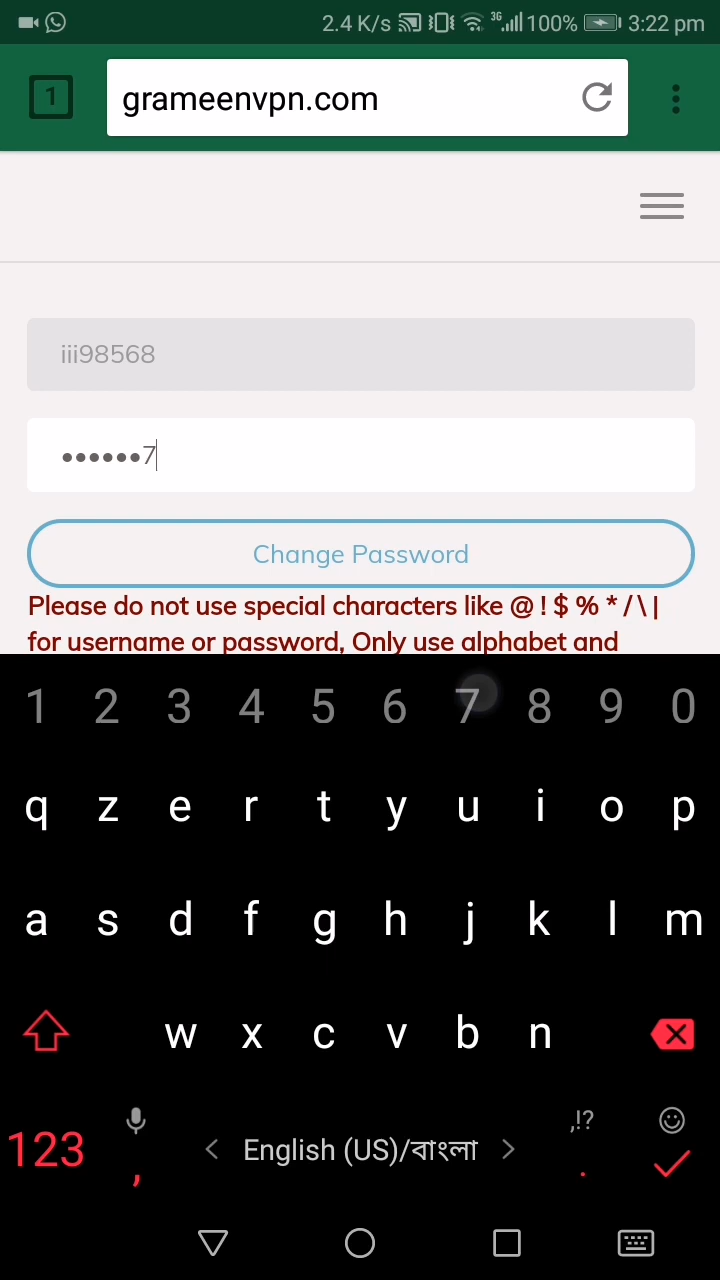 2.4 K/s 3G 100% 3:22 pm
1 grameenvpn.com
iii98568
••••••7
Change Password
Please do not use special characters like @ ! $ % * / \ |
for username or password, Only use alphabet and
1 2 3 4 5 6 7 8 9 0
q z e r t y u i o p
a s d f g h j k l m
w x c v b n
,!?
123 , < English (US)/বাংলা > .